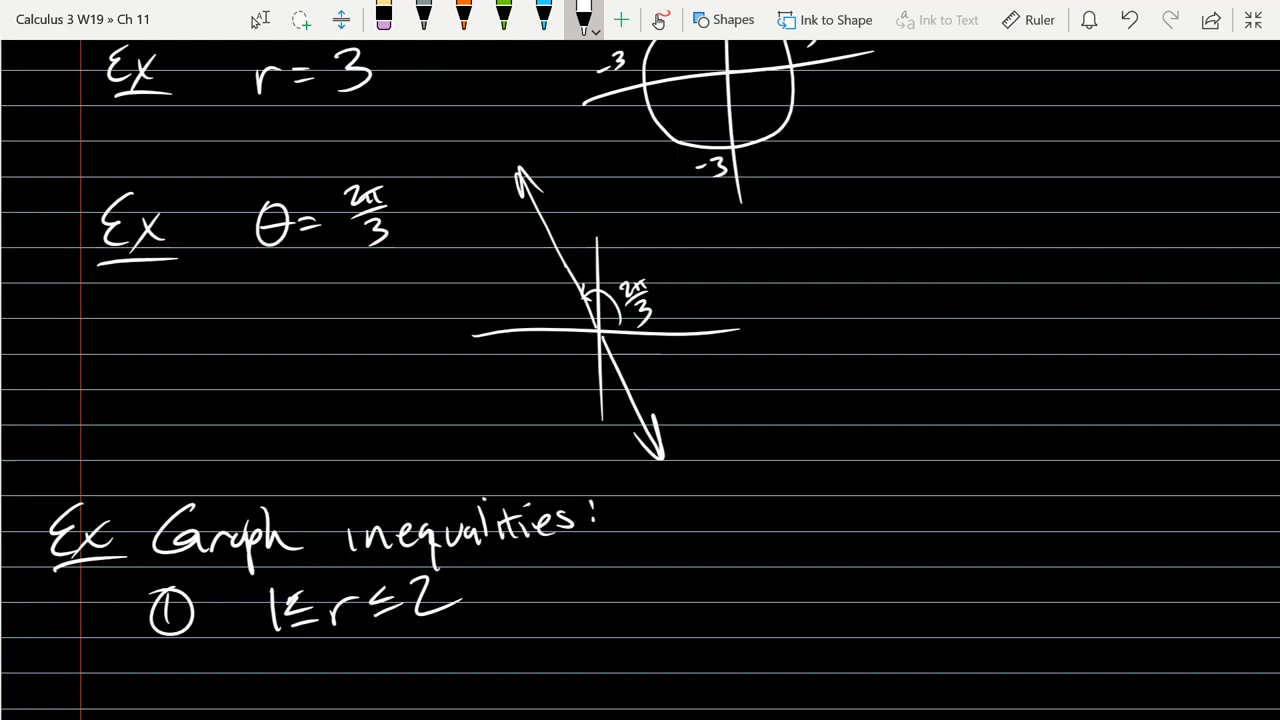 Calculus 3 W19 » Ch 11
Shapes
Ink to Shape
Ink to Text
Ruler
Ex r = 3
-3
-3
Ex θ = 2π/3
2π/3
Ex Graph inequalities:
① 1 ≤ r ≤ 2